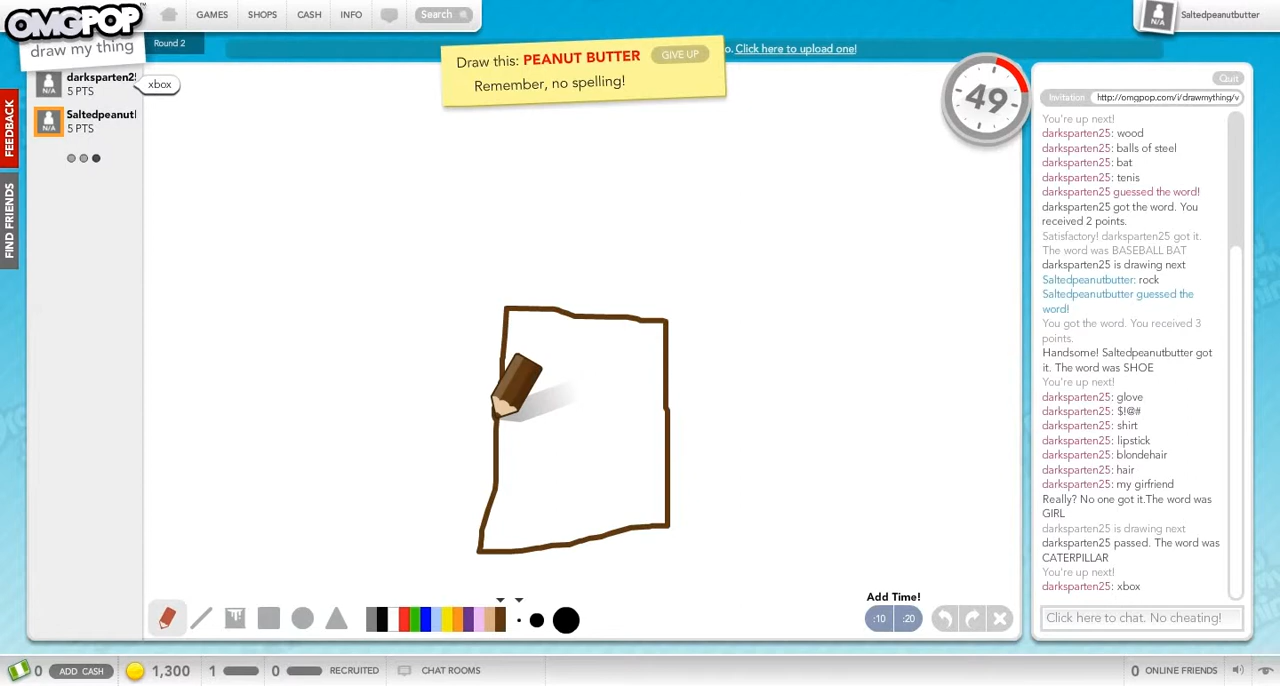 OMGPOP™
draw my thing
GAMES
SHOPS
CASH
INFO
Search
N/A
Saltedpeanutbutter
Round 2
o. Click here to upload one!
Draw this: PEANUT BUTTER
GIVE UP
Remember, no spelling!
49
FEEDBACK
FIND FRIENDS
N/A
darksparten2
5 PTS
xbox
N/A
Saltedpeanut
5 PTS
Quit
Invitation
http://omgpop.com/i/drawmything/v
You're up next!
darksparten25: wood
darksparten25: balls of steel
darksparten25: bat
darksparten25: tenis
darksparten25 guessed the word!
darksparten25 got the word. You
received 2 points.
Satisfactory! darksparten25 got it.
The word was BASEBALL BAT
darksparten25 is drawing next
Saltedpeanutbutter: rock
Saltedpeanutbutter guessed the
word!
You got the word. You received 3
points.
Handsome! Saltedpeanutbutter got
it. The word was SHOE
You're up next!
darksparten25: glove
darksparten25: $!@#
darksparten25: shirt
darksparten25: lipstick
darksparten25: blondehair
darksparten25: hair
darksparten25: my girfriend
Really? No one got it.The word was
GIRL
darksparten25 is drawing next
darksparten25 passed. The word was
CATERPILLAR
You're up next!
darksparten25: xbox
Click here to chat. No cheating!
Add Time!
:10
:20
0
ADD CASH
1,300
1
0
RECRUITED
CHAT ROOMS
0 ONLINE FRIENDS